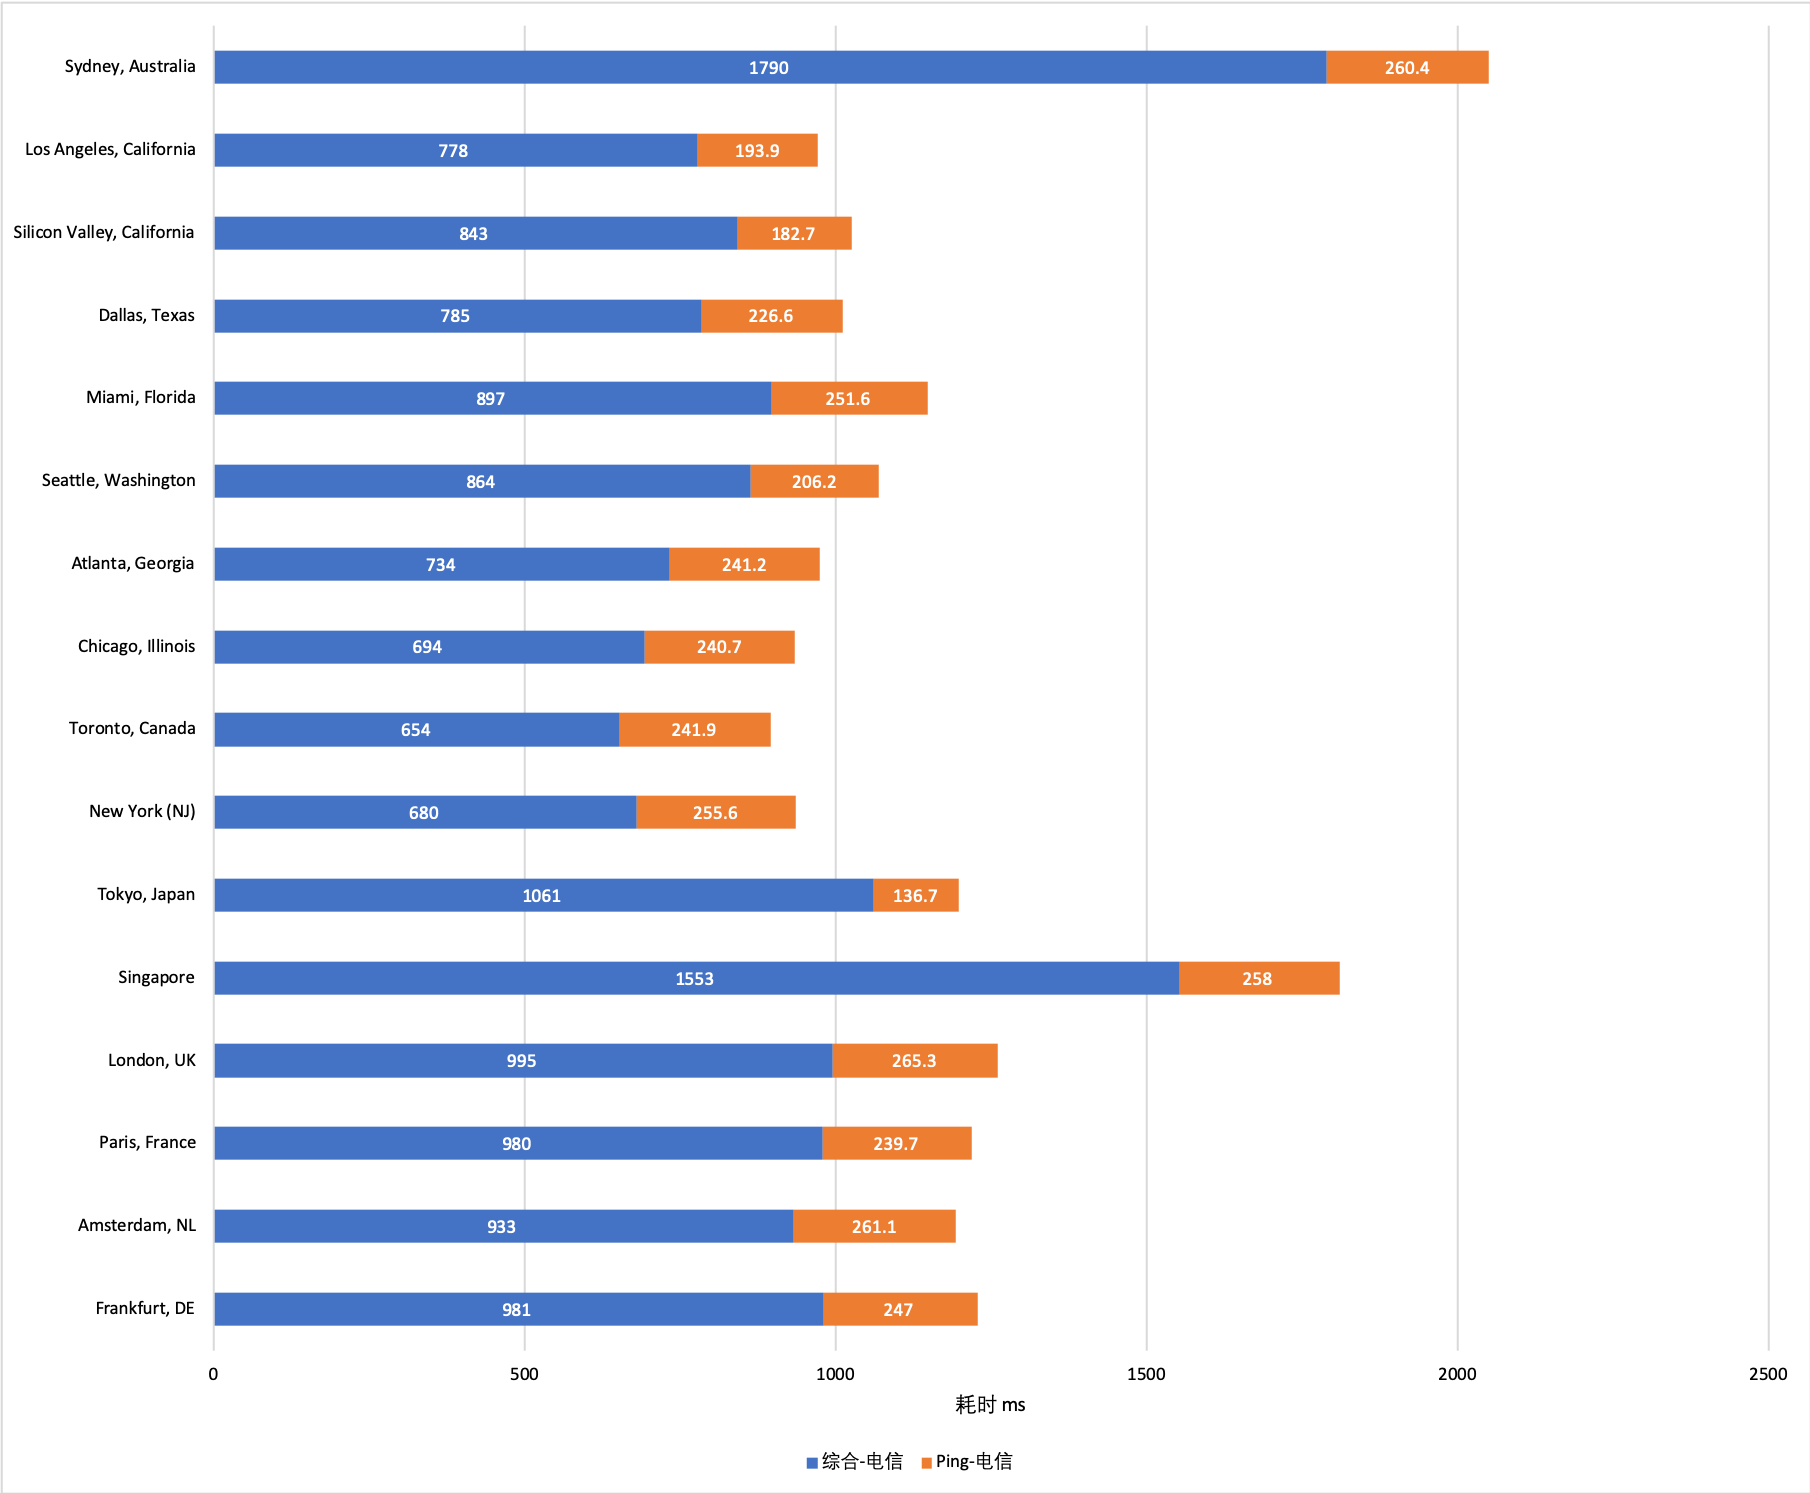 Sydney, Australia 1790 260.4
Los Angeles, California 778 193.9
Silicon Valley, California 843 182.7
Dallas, Texas 785 226.6
Miami, Florida 897 251.6
Seattle, Washington 864 206.2
Atlanta, Georgia 734 241.2
Chicago, Illinois 694 240.7
Toronto, Canada 654 241.9
New York (NJ) 680 255.6
Tokyo, Japan 1061 136.7
Singapore 1553 258
London, UK 995 265.3
Paris, France 980 239.7
Amsterdam, NL 933 261.1
Frankfurt, DE 981 247
0 500 1000 1500 2000 2500
耗时 ms
综合-电信 Ping-电信